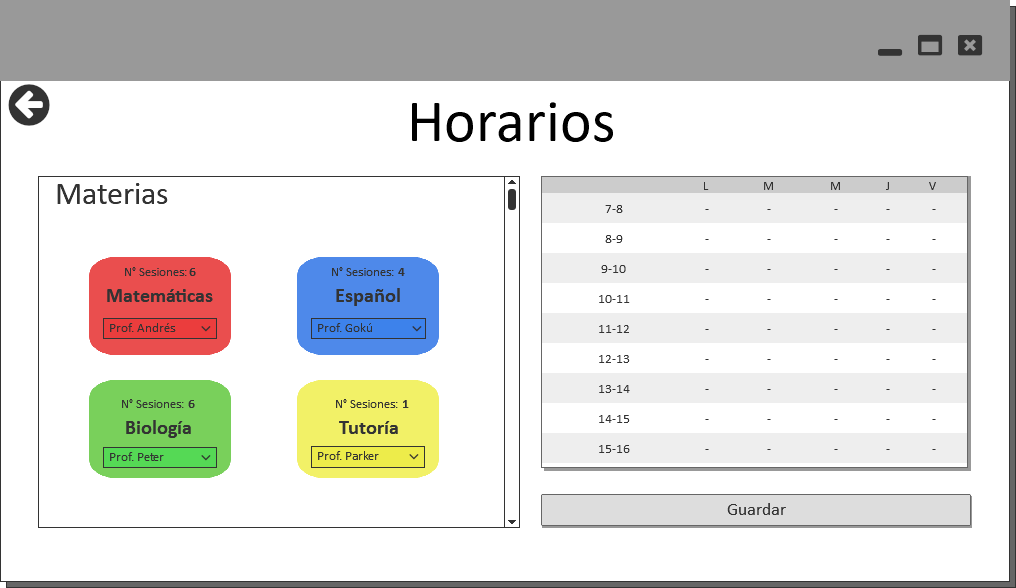 Horarios
Materias
N° Sesiones: 6
Matemáticas
Prof. Andrés
N° Sesiones: 4
Español
Prof. Gokú
N° Sesiones: 6
Biología
Prof. Peter
N° Sesiones: 1
Tutoría
Prof. Parker
L M M J V
7-8 - - - - -
8-9 - - - - -
9-10 - - - - -
10-11 - - - - -
11-12 - - - - -
12-13 - - - - -
13-14 - - - - -
14-15 - - - - -
15-16 - - - - -
Guardar